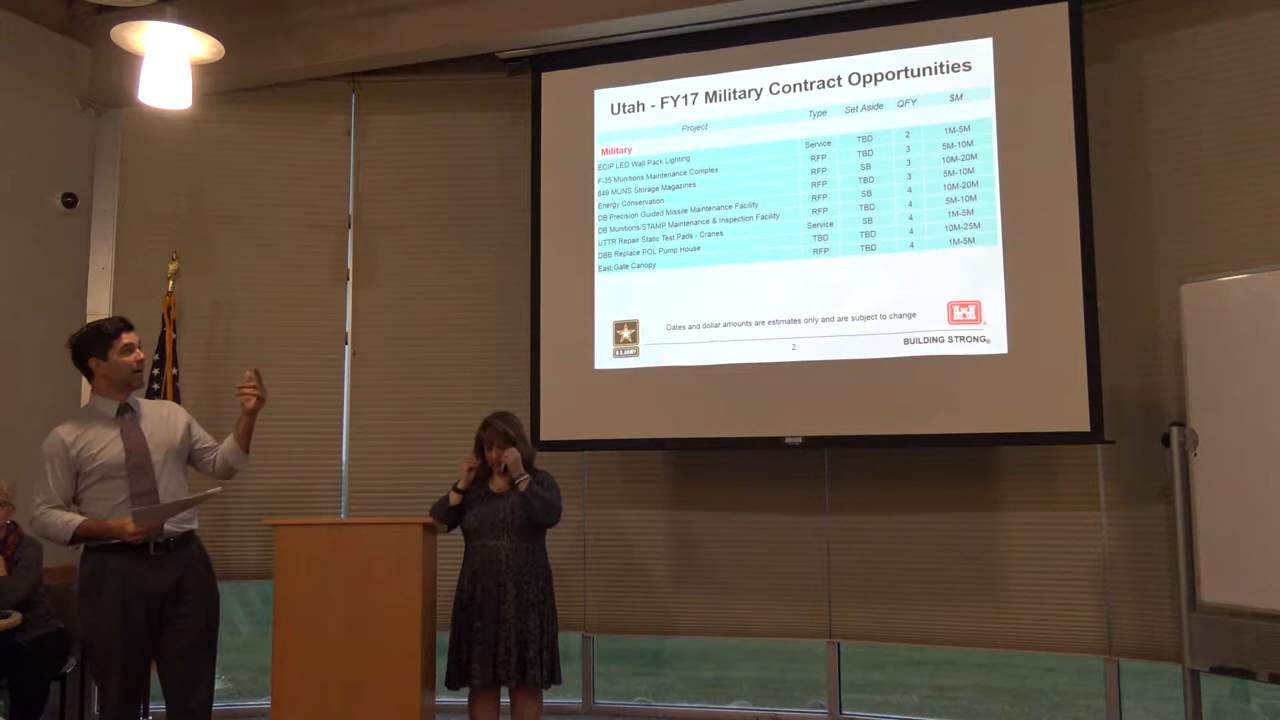 Utah - FY17 Military Contract Opportunities
Project Type Set Aside QFY $M
Military
ECIP LED Wall Pack Lighting Service TBD 2 1M-5M
F-35 Munitions Maintenance Complex RFP TBD 3 5M-10M
649 MUNS Storage Magazines RFP SB 3 10M-20M
Energy Conservation RFP TBD 3 5M-10M
DB Precision Guided Missile Maintenance Facility RFP SB 4 10M-20M
DB Munitions/STAMP Maintenance & Inspection Facility RFP TBD 4 5M-10M
UTTR Repair Static Test Pads - Cranes Service SB 4 1M-5M
DBB Replace POL Pump House TBD TBD 4 10M-25M
East Gate Canopy RFP TBD 4 1M-5M
Dates and dollar amounts are estimates only and are subject to change
U.S. ARMY
2
BUILDING STRONG®